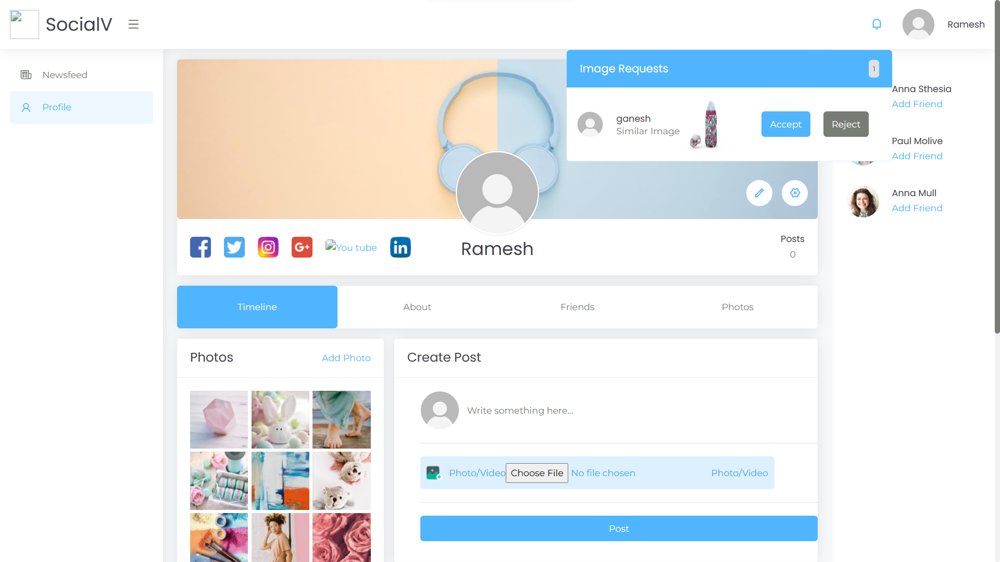 SocialV
Ramesh
Newsfeed
Profile
Image Requests
1
ganesh
Similar Image
Accept
Reject
Anna Sthesia
Add Friend
Paul Molive
Add Friend
Anna Mull
Add Friend
You tube
Ramesh
Posts
0
Timeline
About
Friends
Photos
Photos
Add Photo
Create Post
Write something here...
Photo/Video Choose File No file chosen
Photo/Video
Post